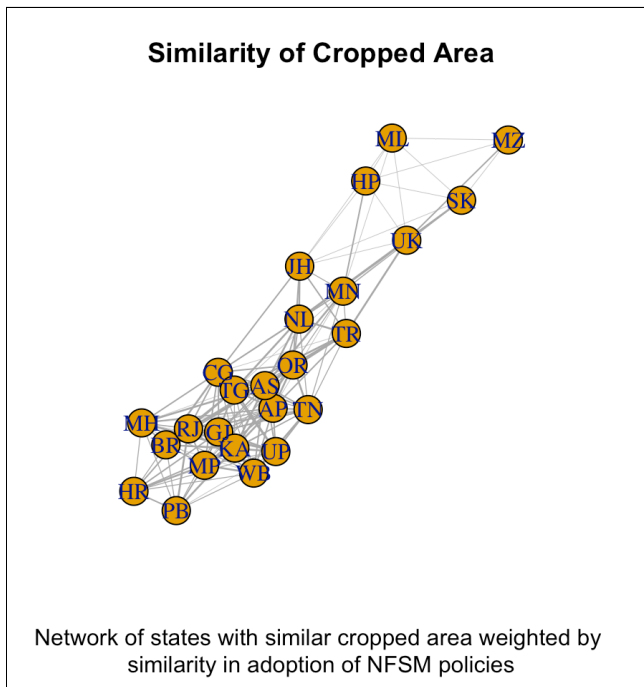 Similarity of Cropped Area
ML
MZ
HP
SK
UK
JH
MN
NL
TR
OR
CG
TG
AS
AP
TN
MH
RJ
GJ
BR
KA
UP
MP
WB
HR
PB
Network of states with similar cropped area weighted by
similarity in adoption of NFSM policies